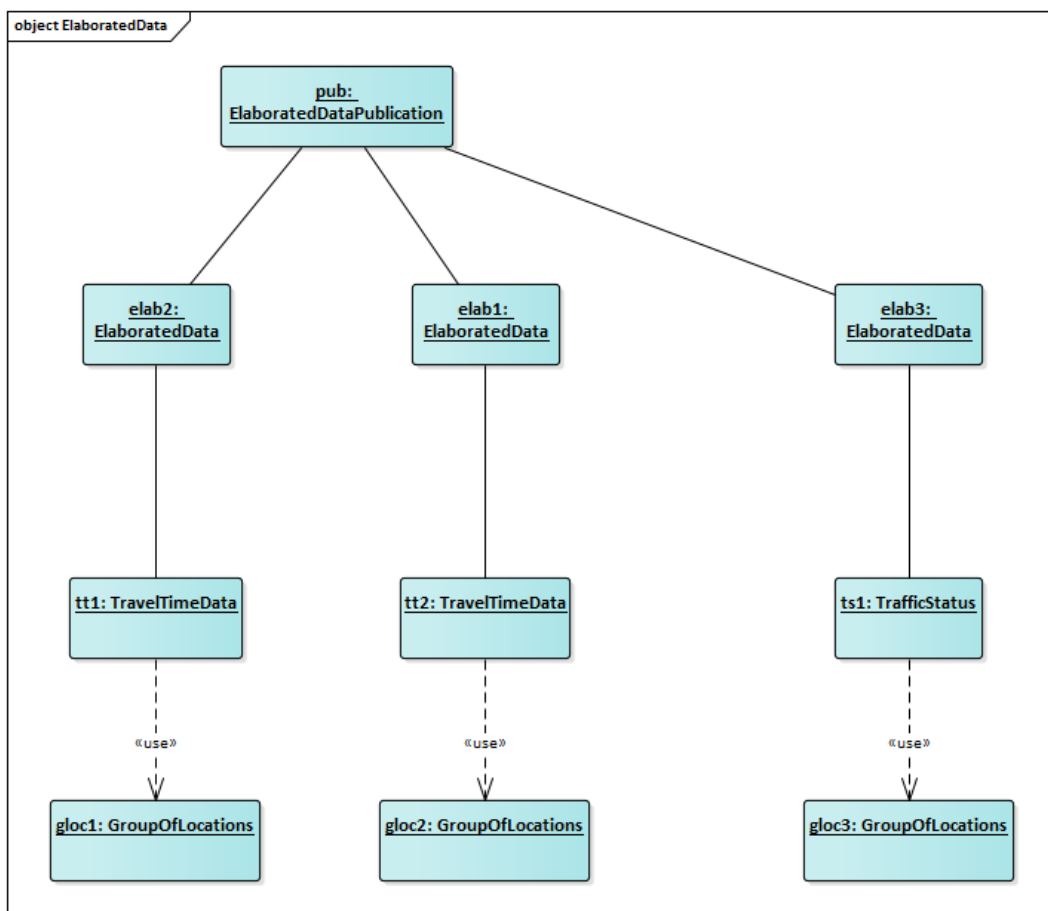 object ElaboratedData
pub:
ElaboratedDataPublication
elab2:
ElaboratedData
elab1:
ElaboratedData
elab3:
ElaboratedData
tt1: TravelTimeData
tt2: TravelTimeData
ts1: TrafficStatus
«use»
«use»
«use»
gloc1: GroupOfLocations
gloc2: GroupOfLocations
gloc3: GroupOfLocations